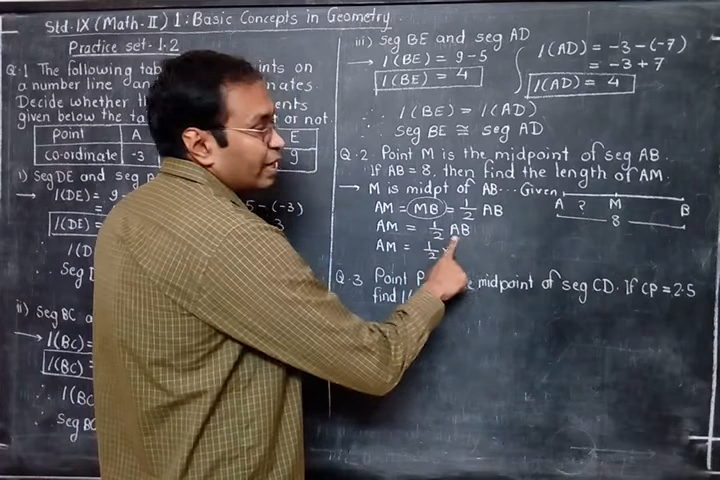 Std. IX (Math-II) 1: Basic Concepts in Geometry.
Practice set - 1.2
Q.1 The following tab ints on
a number line an inates.
Decide whether th ents
given below the ta or not.
Point A E
co-ordinate -3 9
i) Seg DE and seg
l(DE) = 9 - 5 - (-3)
l(DE) =
l(D
∴ Seg D
ii) Seg BC a
→ l(BC) =
l(BC) =
∴ l(BC
∴ Seg BC
iii) Seg BE and seg AD
→ l(BE) = 9 - 5
l(BE) = 4
l(AD) = -3 - (-7)
= -3 + 7
l(AD) = 4
∴ l(BE) = l(AD)
∴ seg BE ≅ seg AD
Q.2. Point M is the midpoint of seg AB.
If AB = 8, then find the length of AM.
→ M is midpt of AB... Given
AM = MB = 1/2 AB
AM = 1/2 AB
AM = 1/2
A ? M B
8
Q.3 Point P midpoint of seg CD. If CP = 2.5
find l(